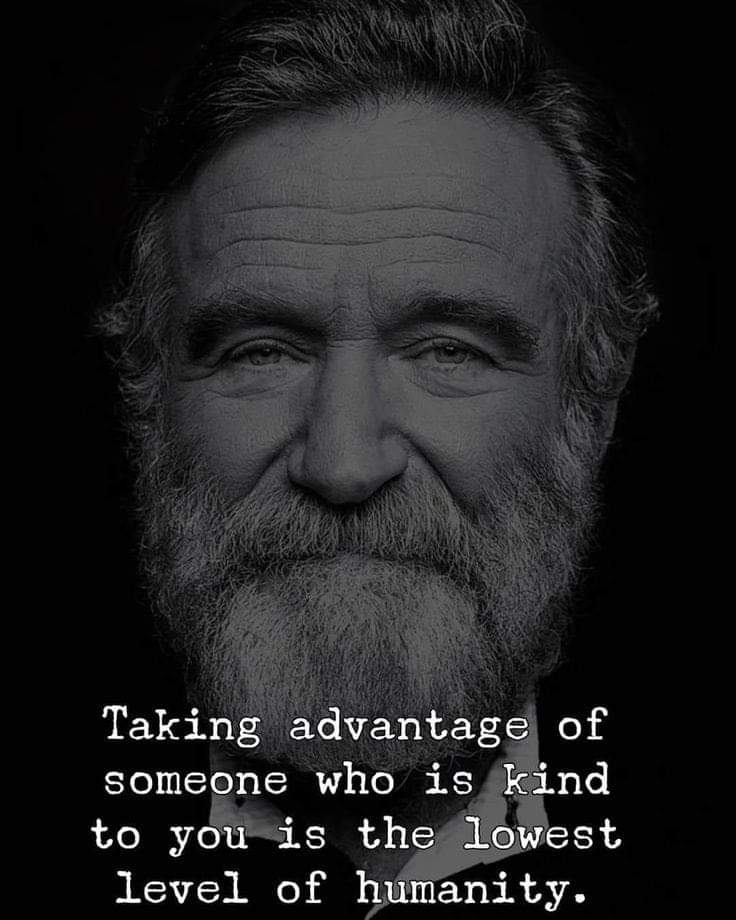 Taking advantage of
someone who is kind
to you is the lowest
level of humanity.